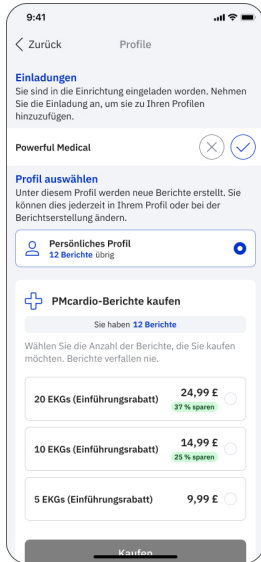 9:41
Zurück
Profile
Einladungen
Sie sind in die Einrichtung eingeladen worden. Nehmen
Sie die Einladung an, um sie zu Ihren Profilen
hinzuzufügen.
Powerful Medical
Profil auswählen
Unter diesem Profil werden neue Berichte erstellt. Sie
können dies jederzeit in Ihrem Profil oder bei der
Berichtserstellung ändern.
Persönliches Profil
12 Berichte übrig
PMcardio-Berichte kaufen
Sie haben 12 Berichte
Wählen Sie die Anzahl der Berichte, die Sie kaufen
möchten. Berichte verfallen nie.
20 EKGs (Einführungsrabatt)
24,99 £
37 % sparen
10 EKGs (Einführungsrabatt)
14,99 £
25 % sparen
5 EKGs (Einführungsrabatt)
9,99 £
Kaufen